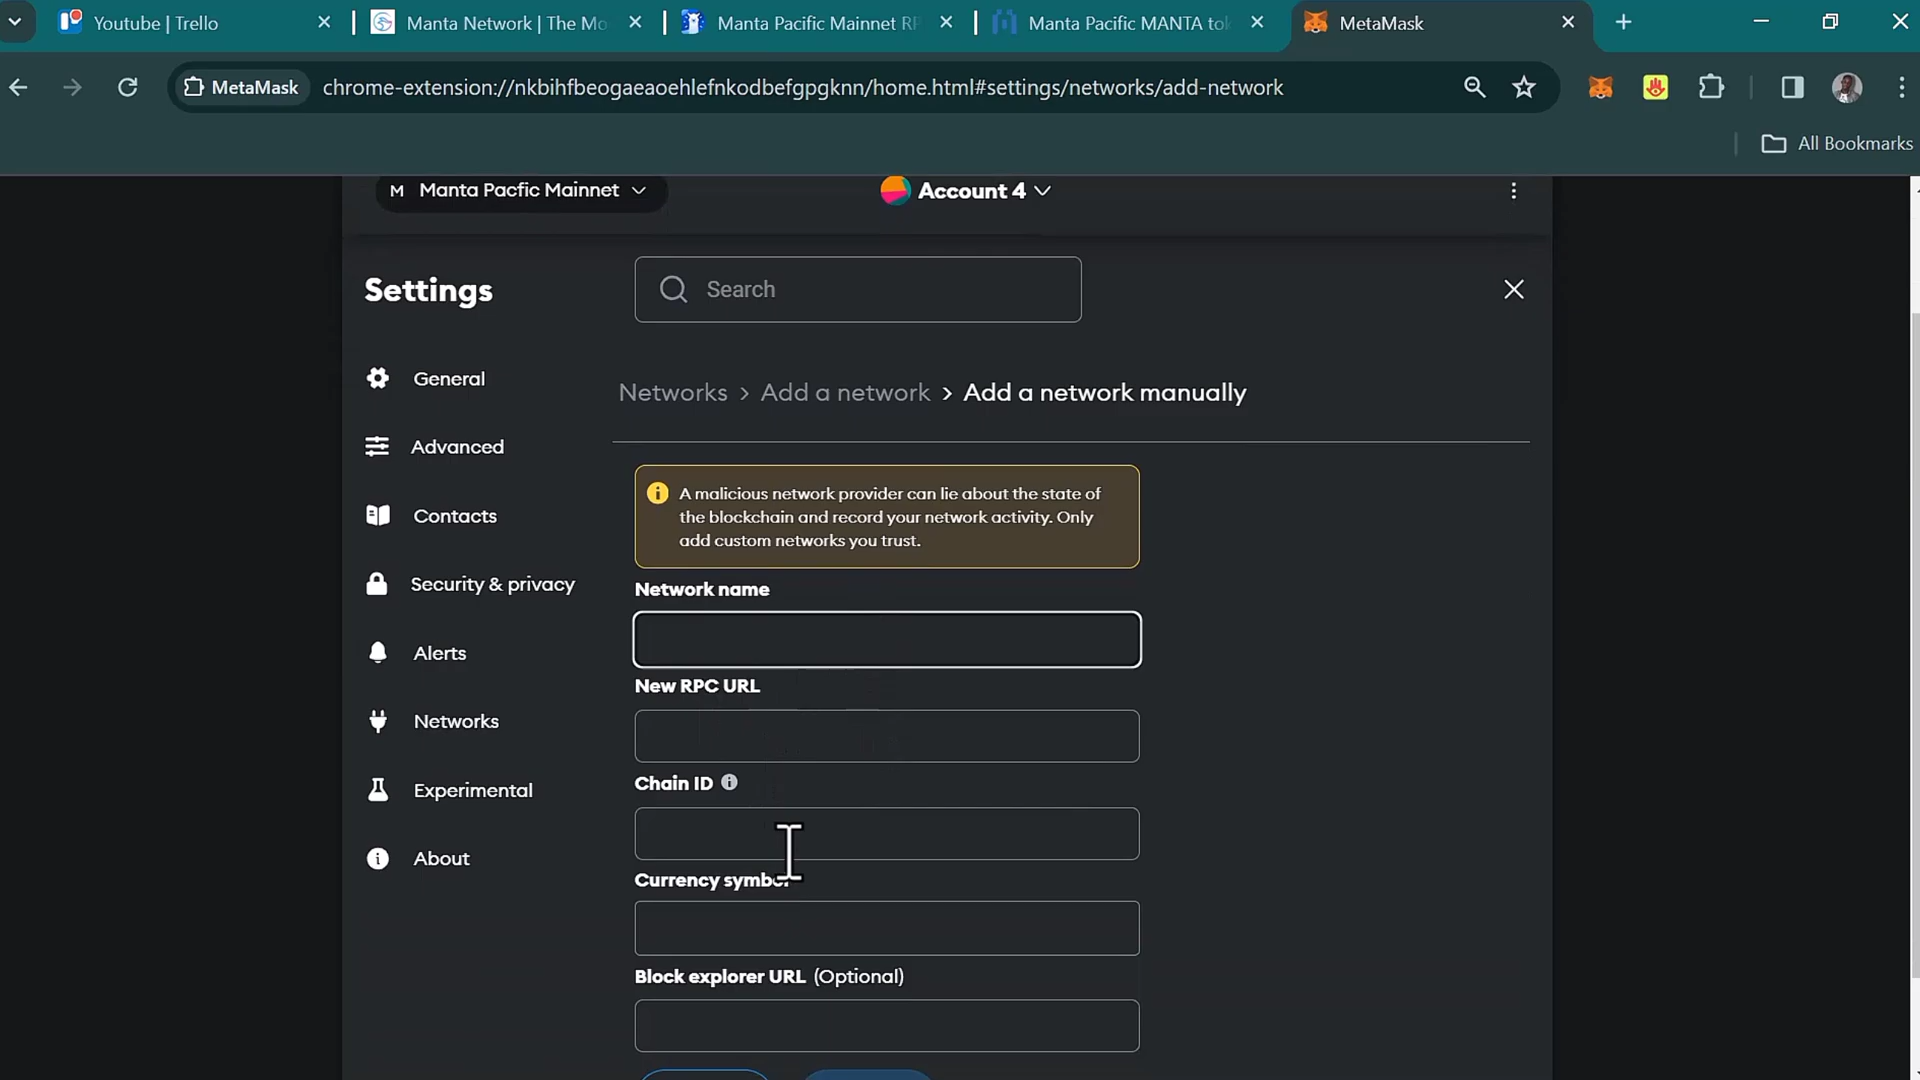 Youtube | Trello
Manta Network | The Mo
Manta Pacific Mainnet RP
Manta Pacific MANTA tok
MetaMask
MetaMask
chrome-extension://nkbihfbeogaeaoehlefnkodbefgpgknn/home.html#settings/networks/add-network
All Bookmarks
M Manta Pacfic Mainnet
Account 4
Settings
Search
General
Advanced
Contacts
Security & privacy
Alerts
Networks
Experimental
About
Networks > Add a network > Add a network manually
A malicious network provider can lie about the state of
the blockchain and record your network activity. Only
add custom networks you trust.
Network name
New RPC URL
Chain ID
Currency symbol
Block explorer URL (Optional)